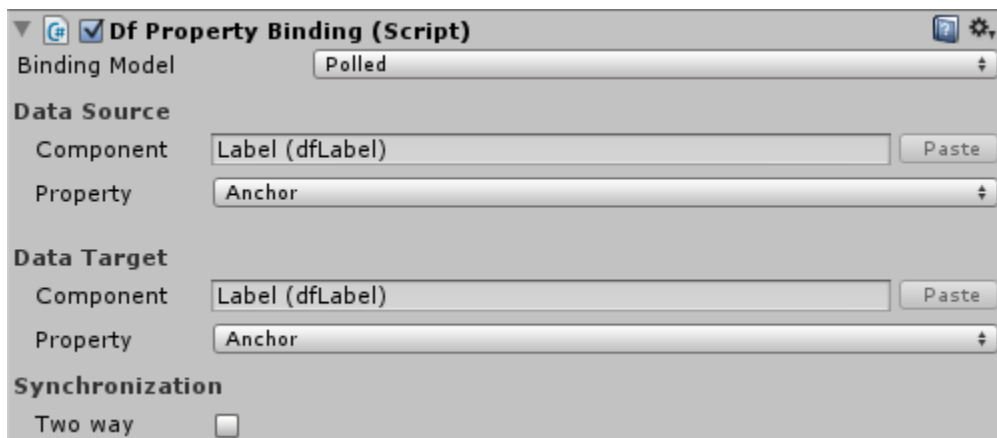 Df Property Binding (Script)
Binding Model Polled
Data Source
Component Label (dfLabel) Paste
Property Anchor
Data Target
Component Label (dfLabel) Paste
Property Anchor
Synchronization
Two way